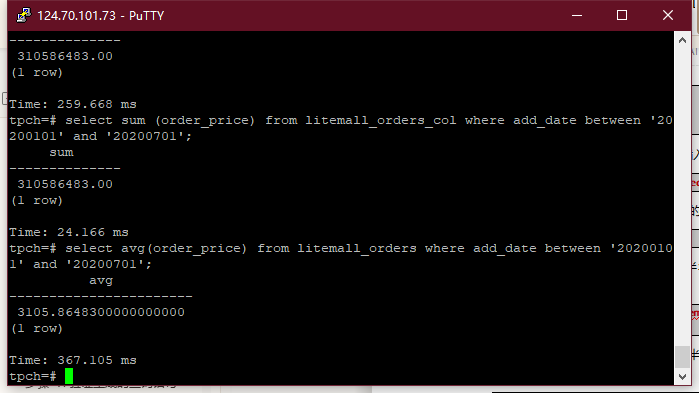 124.70.101.73 - PuTTY
--------------
310586483.00
(1 row)
Time: 259.668 ms
tpch=# select sum (order_price) from litemall_orders_col where add_date between '20
200101' and '20200701';
sum
--------------
310586483.00
(1 row)
Time: 24.166 ms
tpch=# select avg(order_price) from litemall_orders where add_date between '2020010
1' and '20200701';
avg
-----------------------
3105.8648300000000000
(1 row)
Time: 367.105 ms
tpch=#